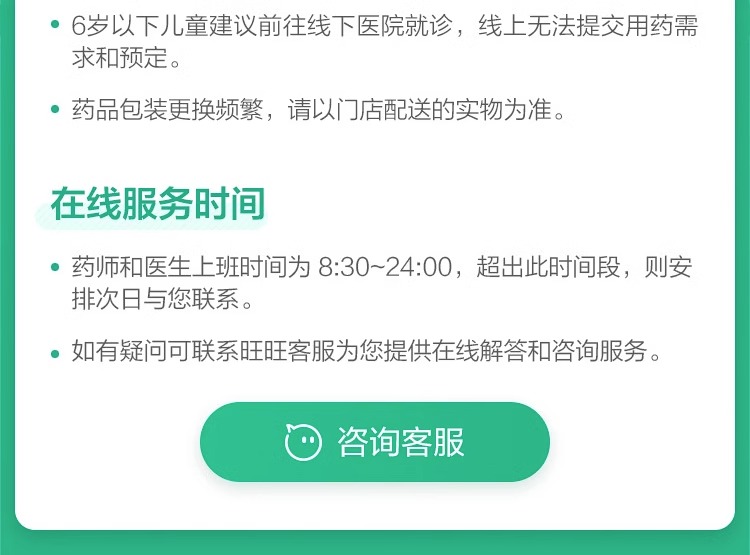 6岁以下儿童建议前往线下医院就诊，线上无法提交用药需
求和预定。
药品包装更换频繁，请以门店配送的实物为准。
在线服务时间
药师和医生上班时间为 8:30~24:00，超出此时间段，则安
排次日与您联系。
如有疑问可联系旺旺客服为您提供在线解答和咨询服务。
咨询客服